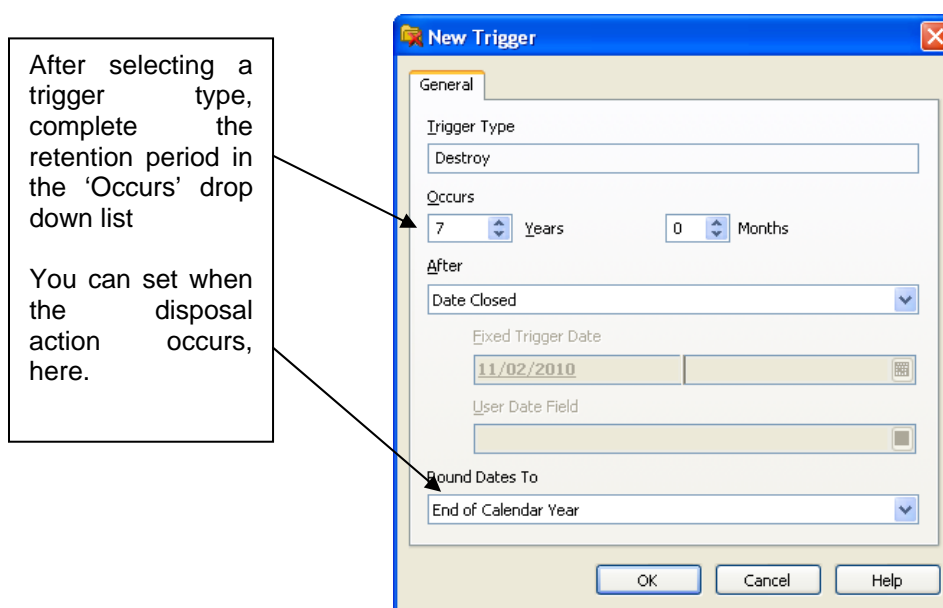 After selecting a
trigger type,
complete the
retention period in
the ‘Occurs’ drop
down list
You can set when
the disposal
action occurs,
here.
New Trigger
General
Trigger Type
Destroy
Occurs
7 Years 0 Months
After
Date Closed
Fixed Trigger Date
11/02/2010
User Date Field
Round Dates To
End of Calendar Year
OK Cancel Help